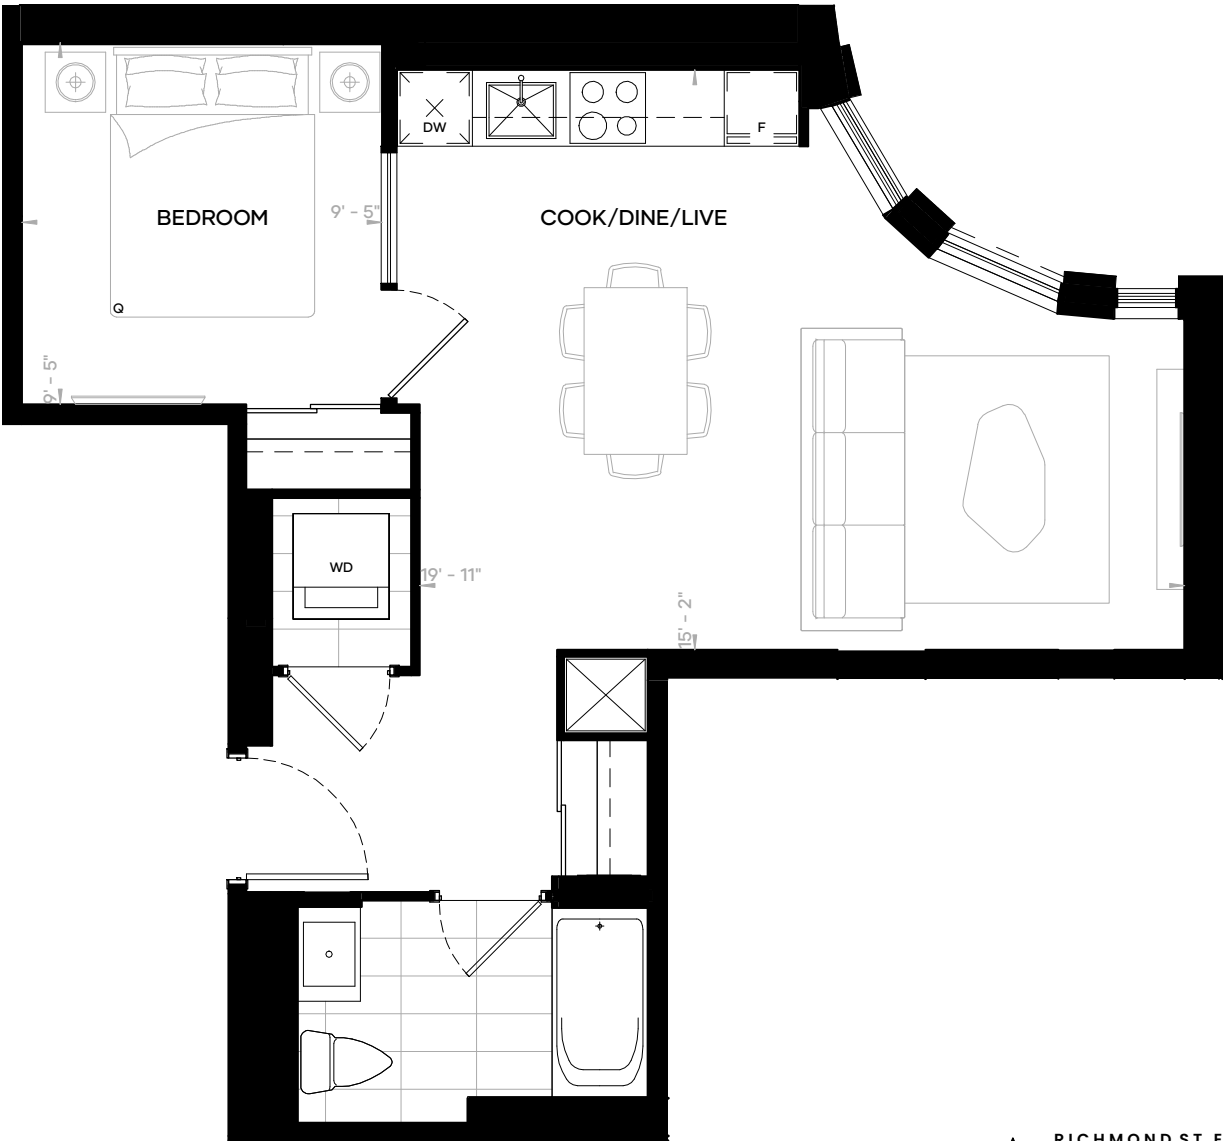 DW
F
BEDROOM
9' - 5"
COOK/DINE/LIVE
Q
9' - 5"
WD
19' - 11"
15' - 2"
RICHMOND ST E